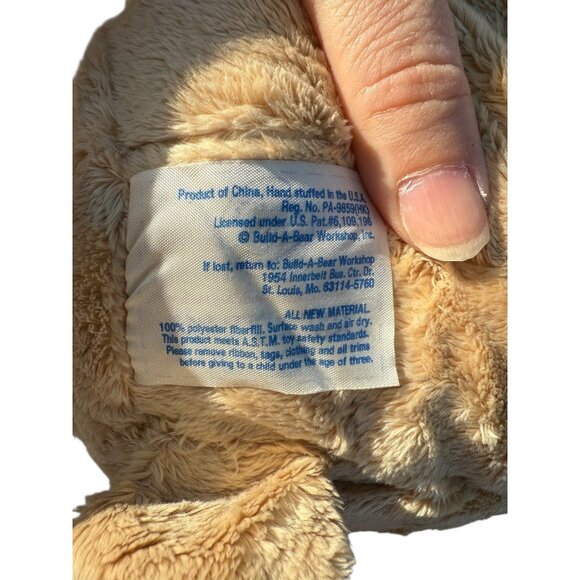 Product of China, Hand stuffed in the U.S.A.
Reg. No. PA-9859(HK)
Licensed under U.S. Pat.#6,109,196
© Build-A-Bear Workshop, Inc.
If lost, return to: Build-A-Bear Workshop
1954 Innerbelt Bus. Ctr. Dr.
St. Louis, Mo. 63114-5760
ALL NEW MATERIAL.
100% polyester fiberfill. Surface wash and air dry.
This product meets A.S.T.M. toy safety standards.
Please remove ribbon, tags, clothing and all trims
before giving to a child under the age of three.